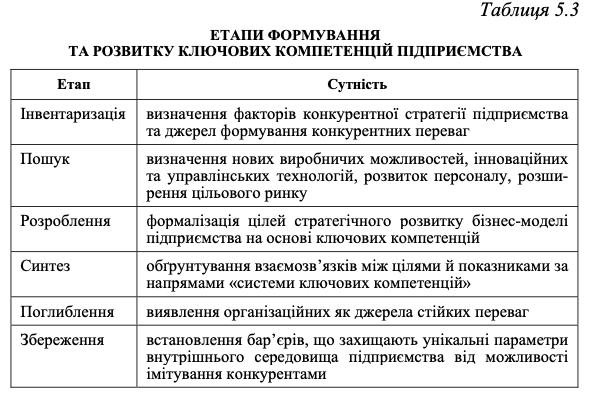 Таблиця 5.3
ЕТАПИ ФОРМУВАННЯ
ТА РОЗВИТКУ КЛЮЧОВИХ КОМПЕТЕНЦІЙ ПІДПРИЄМСТВА
Етап Сутність
Інвентаризація визначення факторів конкурентної стратегії підприємства
та джерел формування конкурентних переваг
Пошук визначення нових виробничих можливостей, інноваційних
та управлінських технологій, розвиток персоналу, розши-
рення цільового ринку
Розроблення формалізація цілей стратегічного розвитку бізнес-моделі
підприємства на основі ключових компетенцій
Синтез обґрунтування взаємозв’язків між цілями й показниками за
напрямами «системи ключових компетенцій»
Поглиблення виявлення організаційних як джерела стійких переваг
Збереження встановлення бар’єрів, що захищають унікальні параметри
внутрішнього середовища підприємства від можливості
імітування конкурентами